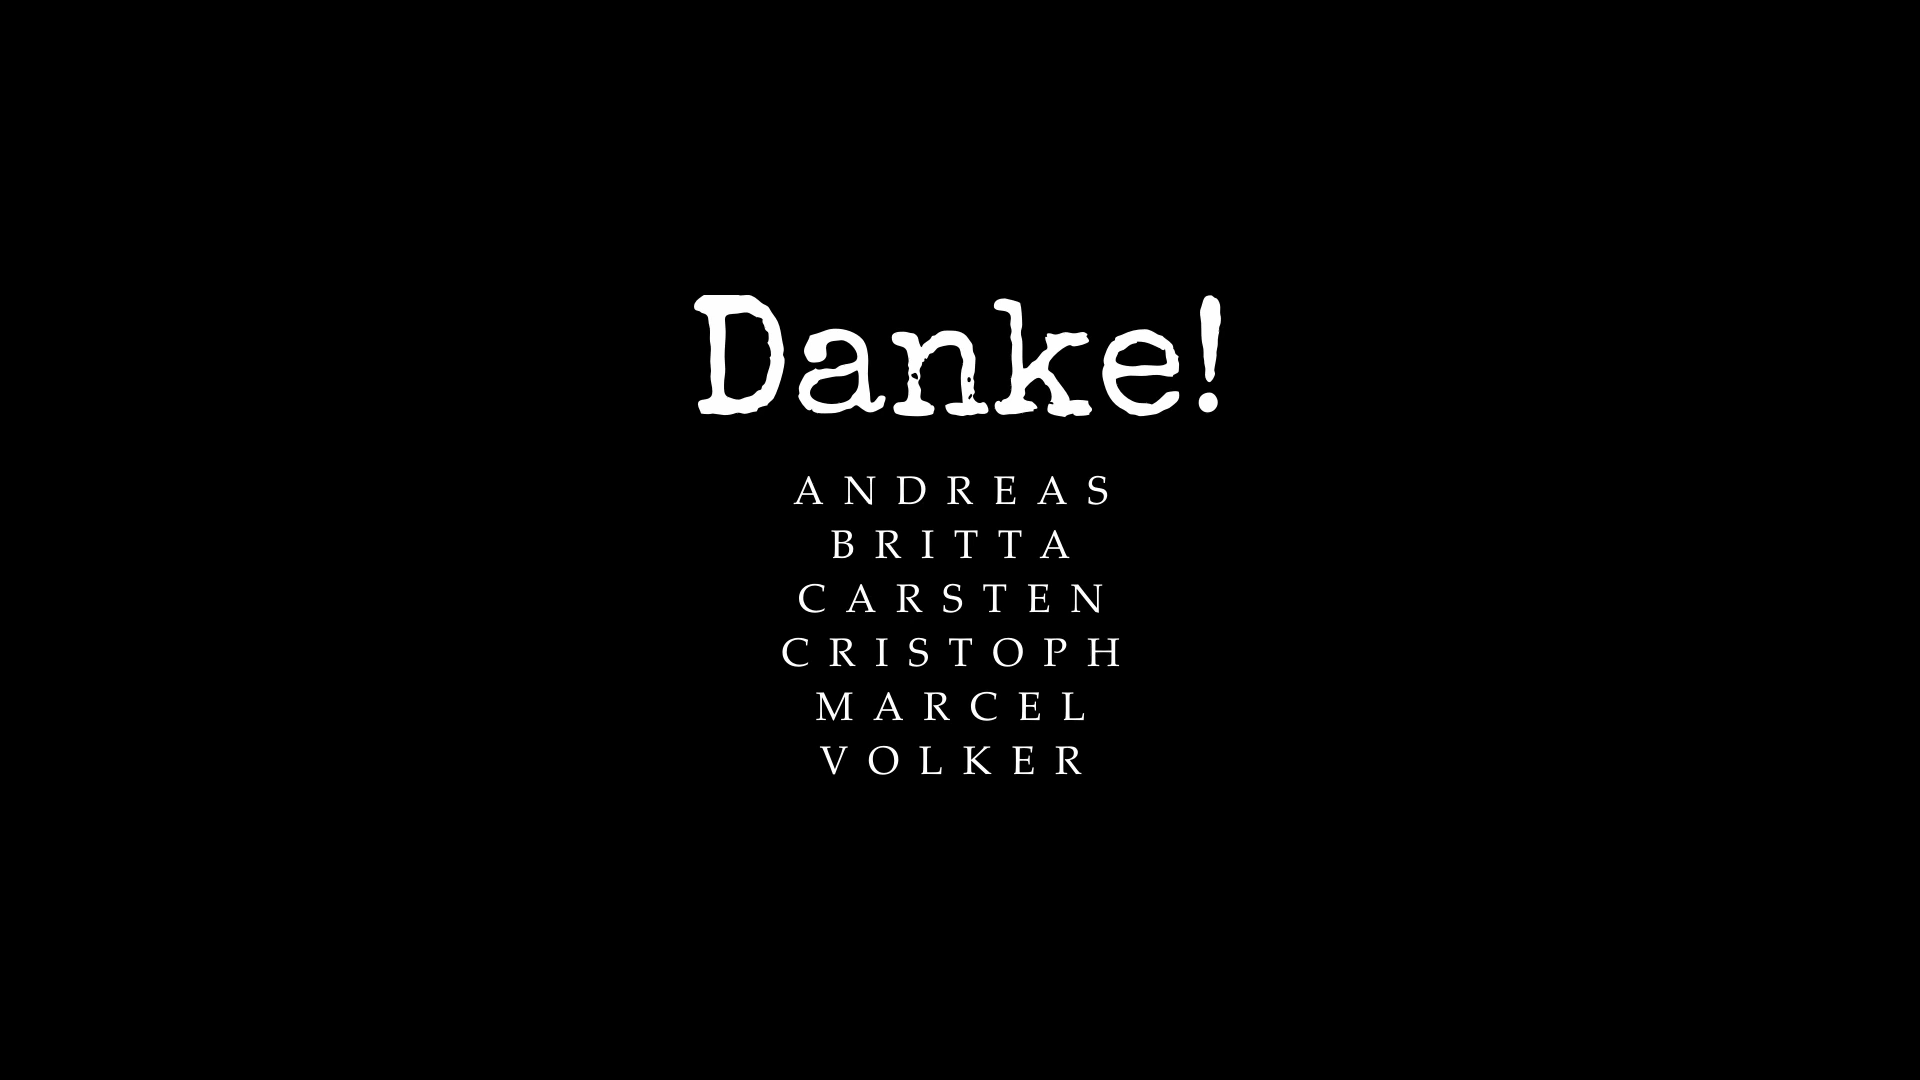 Danke!
ANDREAS
BRITTA
CARSTEN
CRISTOPH
MARCEL
VOLKER